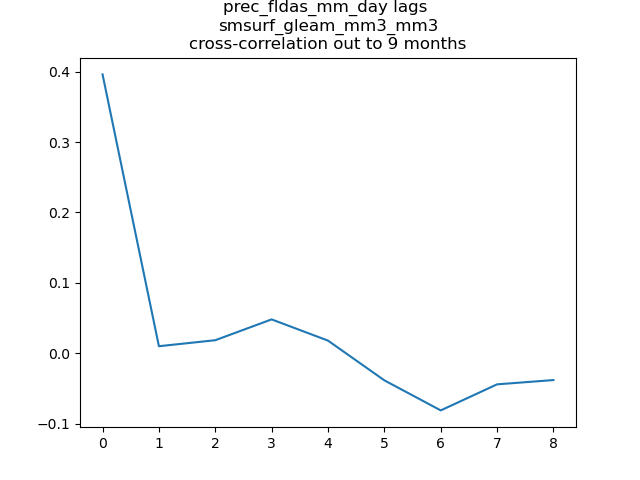 prec_fldas_mm_day lags
smsurf_gleam_mm3_mm3
cross-correlation out to 9 months
0.4
0.3
0.2
0.1
0.0
−0.1
0 1 2 3 4 5 6 7 8